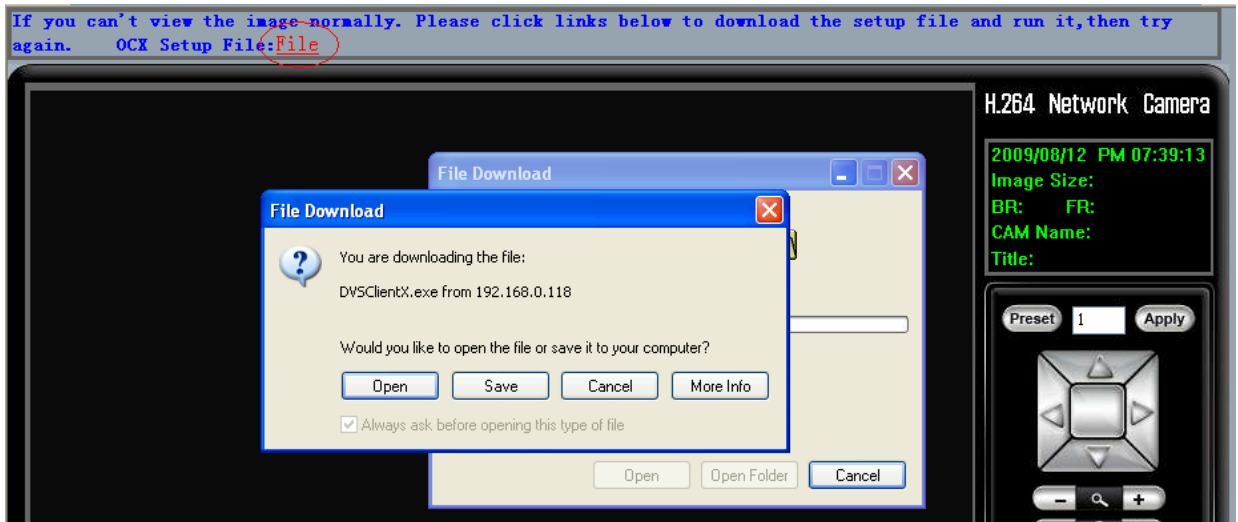 If you can't view the image normally. Please click links below to download the setup file and run it,then try
again. OCX Setup File:File
H.264 Network Camera
2009/08/12 PM 07:39:13
Image Size:
BR: FR:
CAM Name:
Title:
File Download
File Download
You are downloading the file:
DVSClientX.exe from 192.168.0.118
Would you like to open the file or save it to your computer?
Open Save Cancel More Info
Always ask before opening this type of file
Open Open Folder Cancel
Preset 1 Apply